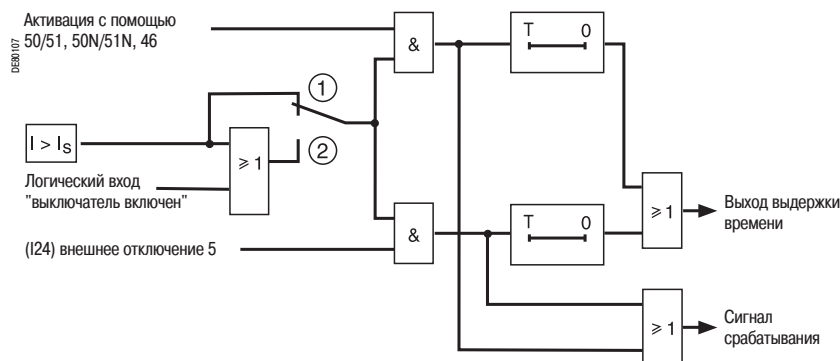 Активация с помощью
50/51, 50N/51N, 46
DE80107
&
T 0
1
I > IS
≥ 1
2
Логический вход
"выключатель включен"
≥ 1
Выход выдержки
времени
&
T 0
(I24) внешнее отключение 5
≥ 1
Сигнал
срабатывания